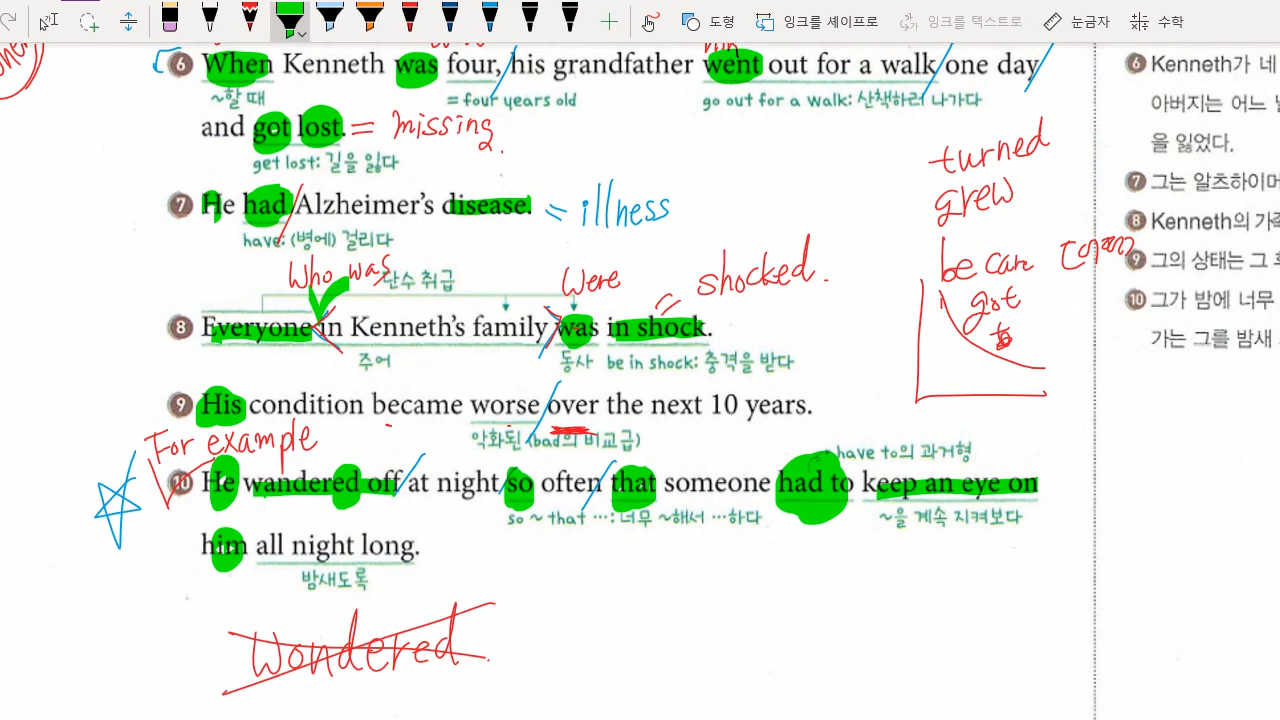 도형 잉크를 셰이프로 잉크를 텍스트로 눈금자 수학
6 When Kenneth was four, his grandfather went out for a walk one day
~할 때 = four years old go out for a walk: 산책하러 나가다
and got lost. = missing
get lost: 길을 잃다
turned
grew
7 He had Alzheimer's disease. = illness
have: (병에) 걸리다
became
got
who was 단수 취급 were = shocked.
8 Everyone in Kenneth's family was in shock.
주어 동사 be in shock: 충격을 받다
9 His condition became worse over the next 10 years.
악화된 (bad의 비교급)
For example
have to의 과거형
10 He wandered off at night so often that someone had to keep an eye on
so ~ that …: 너무 ~해서 …하다 ~을 계속 지켜보다
him all night long.
밤새도록
Wondered
6 Kenneth가 네
아버지는 어느
을 잃었다.
7 그는 알츠하이머
8 Kenneth의 가족
9 그의 상태는 그
10 그가 밤에 너무
가는 그를 밤새